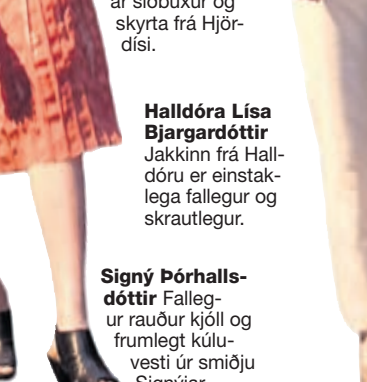 ar síðbuxur og
skyrta frá Hjör-
dísi.
Halldóra Lísa
Bjargardóttir
Jakkinn frá Hall-
dóru er einstak-
lega fallegur og
skrautlegur.
Signý Þórhalls-
dóttir Falleg-
ur rauður kjóll og
frumlegt kúlu-
vesti úr smiðju
Signýjar